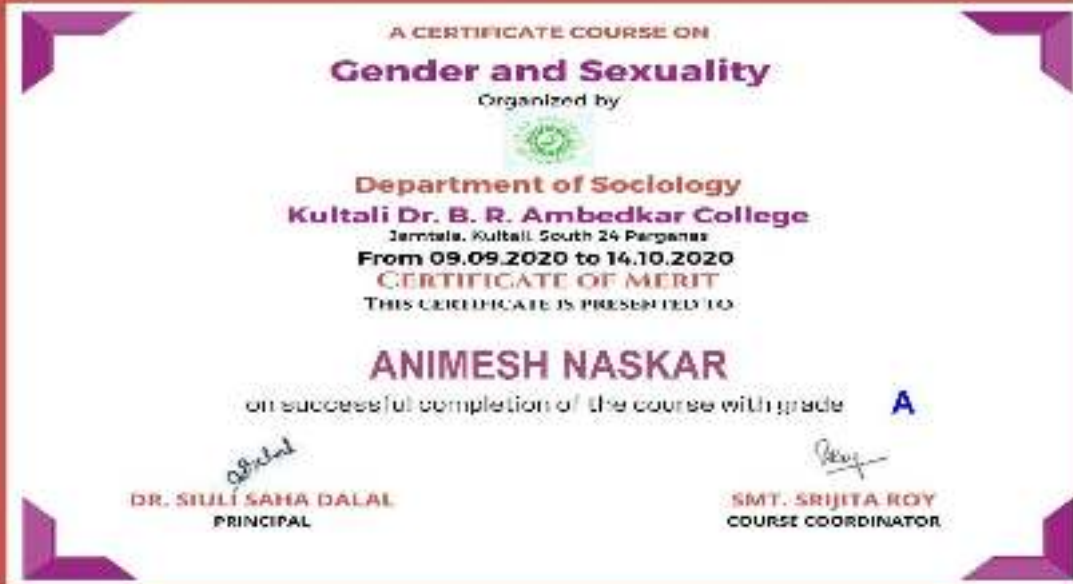 A CERTIFICATE COURSE ON
Gender and Sexuality
Organized by
Department of Sociology
Kultali Dr. B. R. Ambedkar College
Jamtala, Kultali, South 24 Parganas
From 09.09.2020 to 14.10.2020
CERTIFICATE OF MERIT
THIS CERTIFICATE IS PRESENTED TO
ANIMESH NASKAR
on successful completion of the course with grade A
DR. SIULI SAHA DALAL
PRINCIPAL
SMT. SRIJITA ROY
COURSE COORDINATOR